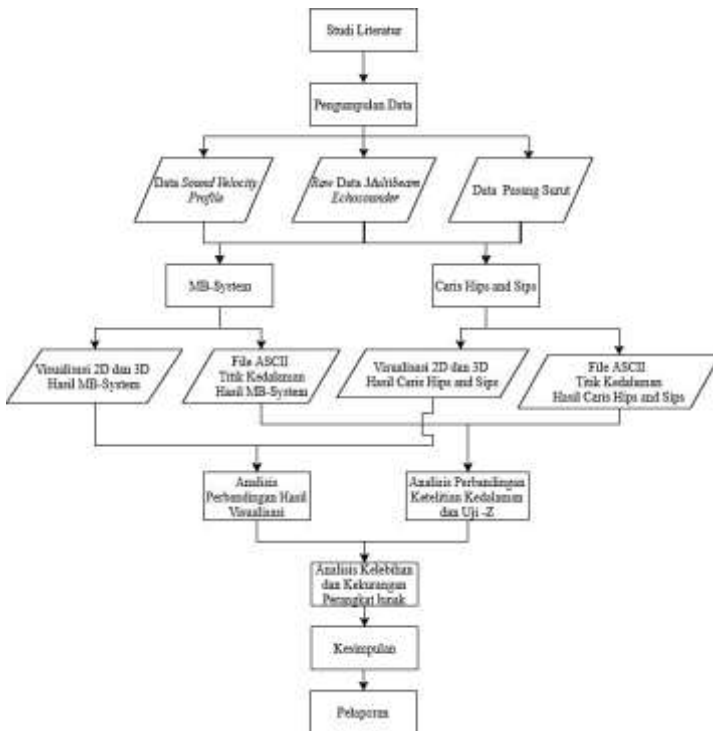 Studi Literatur
Pengumpulan Data
Data Sound Velocity
Profile
Raw Data Multibeam
Echosounder
Data Pasang Surut
MB-System
Caris Hips and Sips
Visualisasi 2D dan 3D
Hasil MB-System
File ASCII
Titik Kedalaman
Hasil MB-System
Visualisasi 2D dan 3D
Hasil Caris Hips and Sips
File ASCII
Titik Kedalaman
Hasil Caris Hips and Sips
Analisis
Perbandingan Hasil
Visualisasi
Analisis Perbandingan
Ketelitian Kedalaman
dan Uji -Z
Analisis Kelebihan
dan Kekurangan
Perangkat lunak
Kesimpulan
Pelaporan